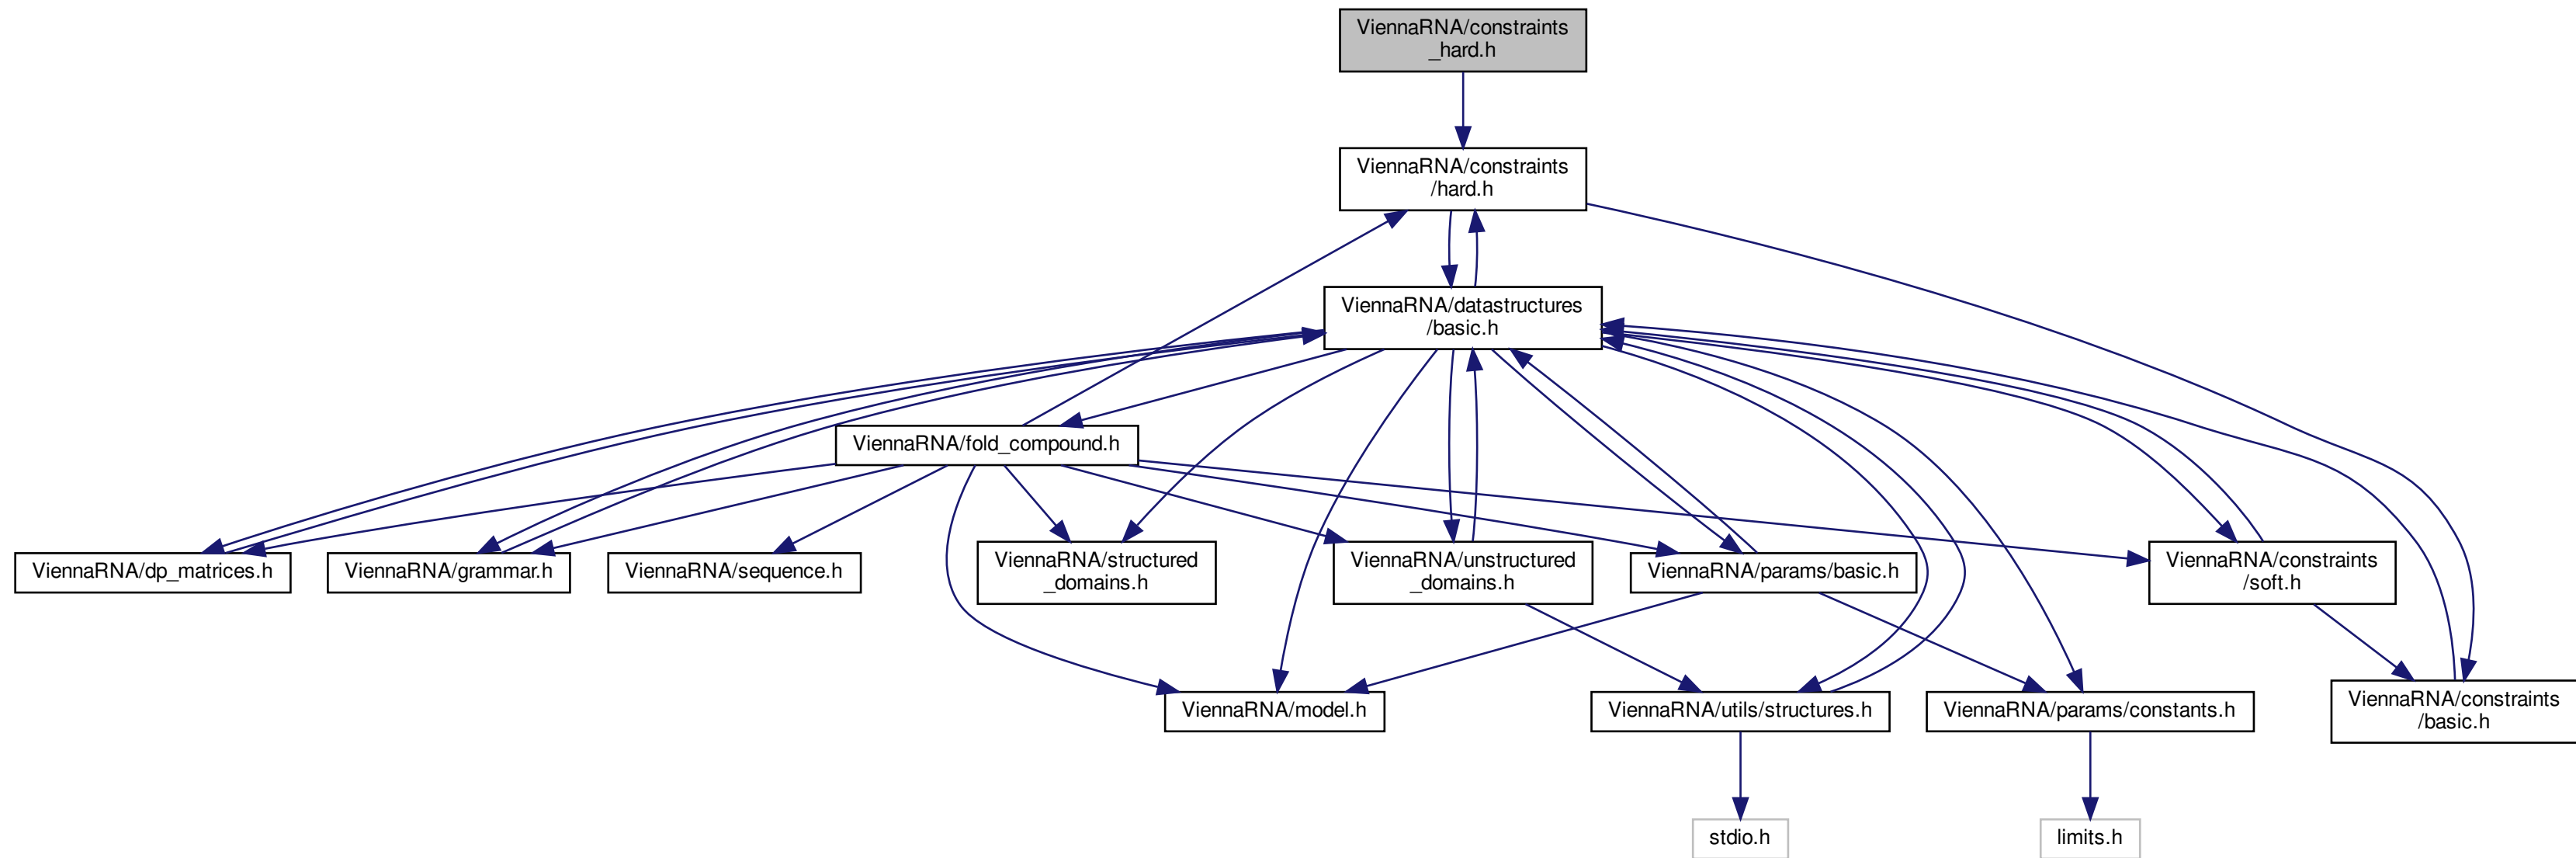 ViennaRNA/constraints
_hard.h
ViennaRNA/constraints
/hard.h
ViennaRNA/datastructures
/basic.h
ViennaRNA/fold_compound.h
ViennaRNA/dp_matrices.h
ViennaRNA/grammar.h
ViennaRNA/sequence.h
ViennaRNA/structured
_domains.h
ViennaRNA/unstructured
_domains.h
ViennaRNA/params/basic.h
ViennaRNA/constraints
/soft.h
ViennaRNA/model.h
ViennaRNA/utils/structures.h
ViennaRNA/params/constants.h
ViennaRNA/constraints
/basic.h
stdio.h
limits.h